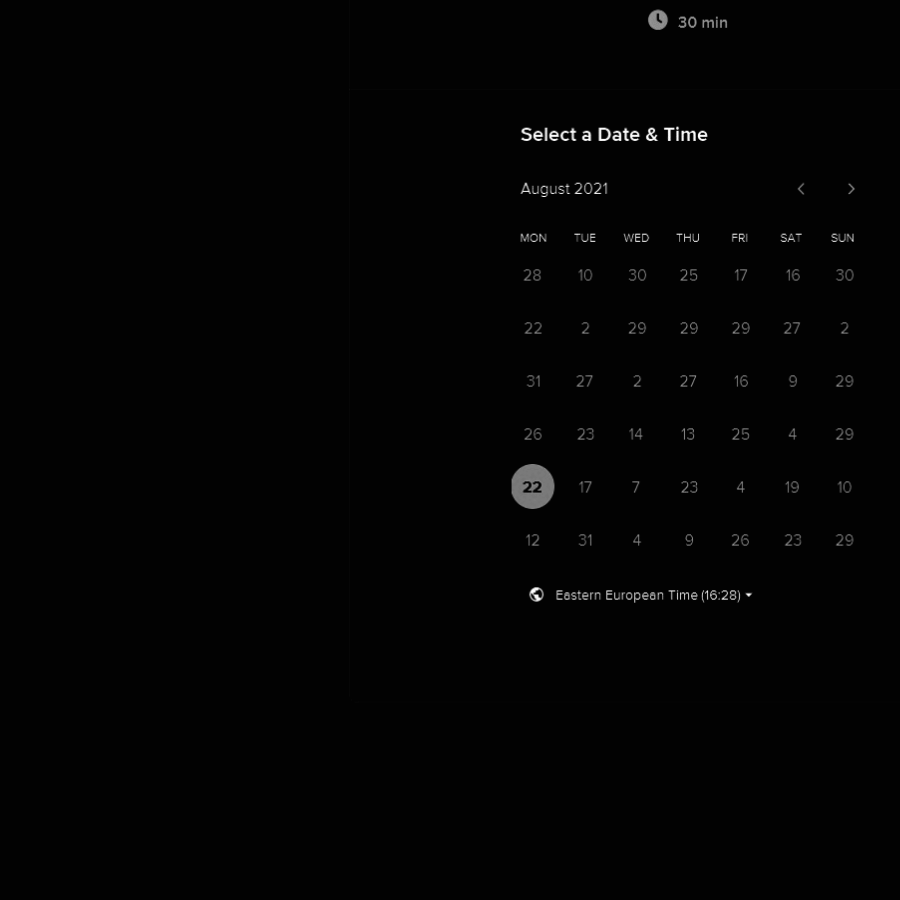 30 min
Select a Date & Time
August 2021
MON TUE WED THU FRI SAT SUN
28 10 30 25 17 16 30
22 2 29 29 29 27 2
31 27 2 27 16 9 29
26 23 14 13 25 4 29
22 17 7 23 4 19 10
12 31 4 9 26 23 29
Eastern European Time (16:28)